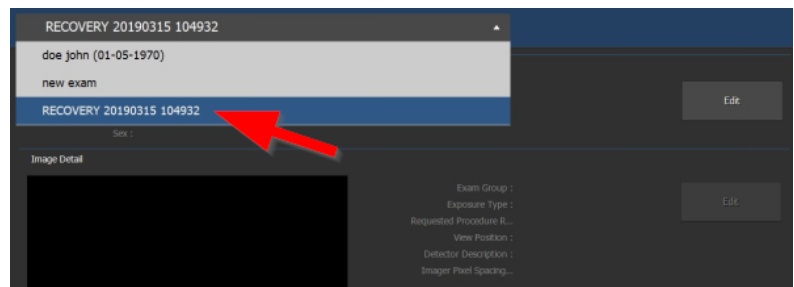 RECOVERY 20190315 104932
doe john (01-05-1970)
new exam
RECOVERY 20190315 104932
Edit
Sex :
Image Detail
Exam Group :
Edit
Exposure Type :
Requested Procedure R...
View Position :
Detector Description :
Imager Pixel Spacing...